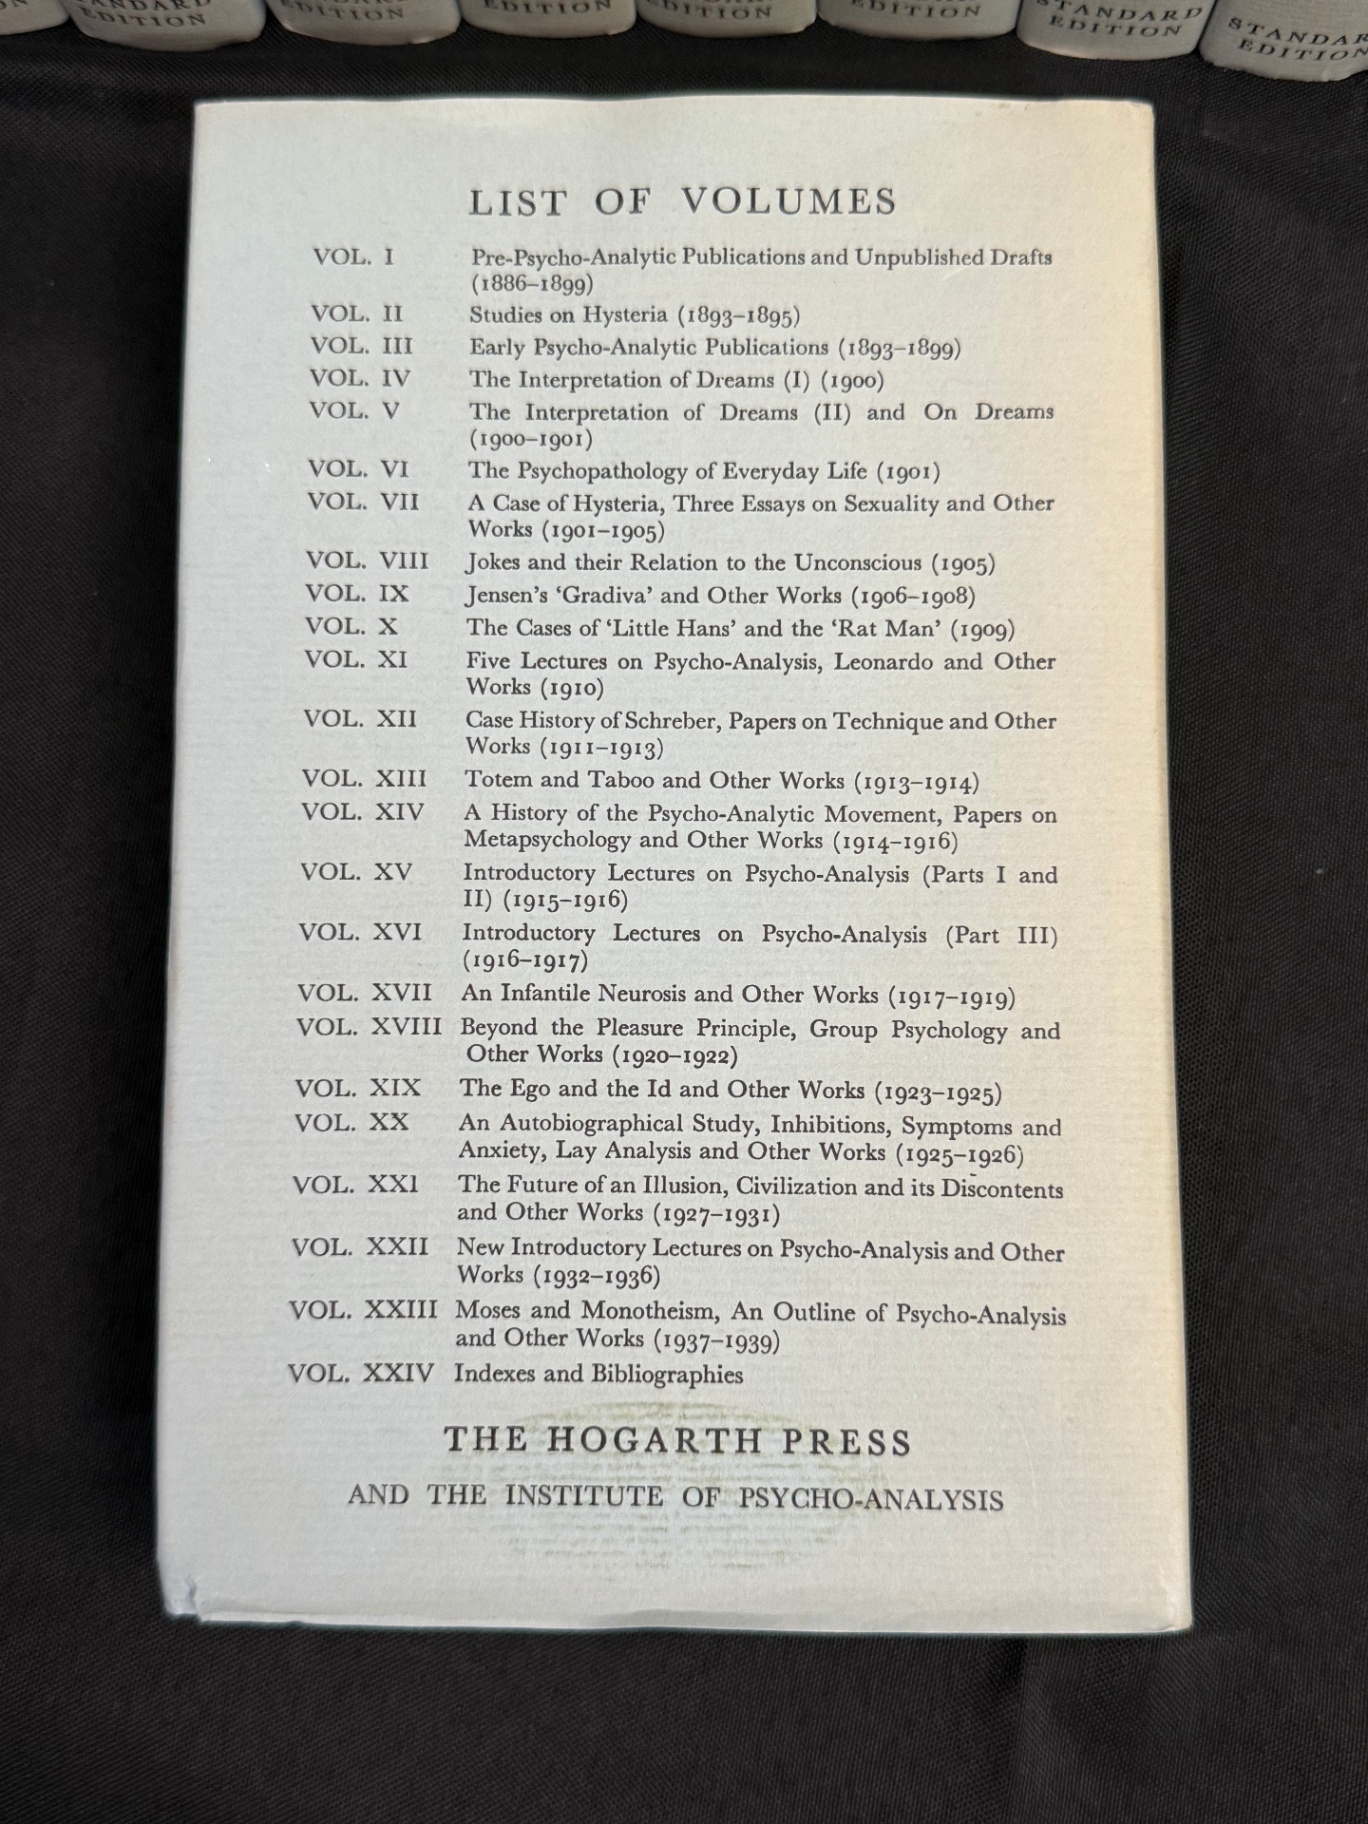 STANDARD
EDITION
EDITION
EDITION
EDITION
EDITION
STANDARD
EDITION
STANDAR
EDITION
LIST OF VOLUMES
VOL. I Pre-Psycho-Analytic Publications and Unpublished Drafts
(1886–1899)
VOL. II Studies on Hysteria (1893–1895)
VOL. III Early Psycho-Analytic Publications (1893–1899)
VOL. IV The Interpretation of Dreams (I) (1900)
VOL. V The Interpretation of Dreams (II) and On Dreams
(1900–1901)
VOL. VI The Psychopathology of Everyday Life (1901)
VOL. VII A Case of Hysteria, Three Essays on Sexuality and Other
Works (1901–1905)
VOL. VIII Jokes and their Relation to the Unconscious (1905)
VOL. IX Jensen's ‘Gradiva’ and Other Works (1906–1908)
VOL. X The Cases of ‘Little Hans’ and the ‘Rat Man’ (1909)
VOL. XI Five Lectures on Psycho-Analysis, Leonardo and Other
Works (1910)
VOL. XII Case History of Schreber, Papers on Technique and Other
Works (1911–1913)
VOL. XIII Totem and Taboo and Other Works (1913–1914)
VOL. XIV A History of the Psycho-Analytic Movement, Papers on
Metapsychology and Other Works (1914–1916)
VOL. XV Introductory Lectures on Psycho-Analysis (Parts I and
II) (1915–1916)
VOL. XVI Introductory Lectures on Psycho-Analysis (Part III)
(1916–1917)
VOL. XVII An Infantile Neurosis and Other Works (1917–1919)
VOL. XVIII Beyond the Pleasure Principle, Group Psychology and
Other Works (1920–1922)
VOL. XIX The Ego and the Id and Other Works (1923–1925)
VOL. XX An Autobiographical Study, Inhibitions, Symptoms and
Anxiety, Lay Analysis and Other Works (1925–1926)
VOL. XX1 The Future of an Illusion, Civilization and its Discontents
and Other Works (1927–1931)
VOL. XXII New Introductory Lectures on Psycho-Analysis and Other
Works (1932–1936)
VOL. XXIII Moses and Monotheism, An Outline of Psycho-Analysis
and Other Works (1937–1939)
VOL. XXIV Indexes and Bibliographies
THE HOGARTH PRESS
AND THE INSTITUTE OF PSYCHO-ANALYSIS